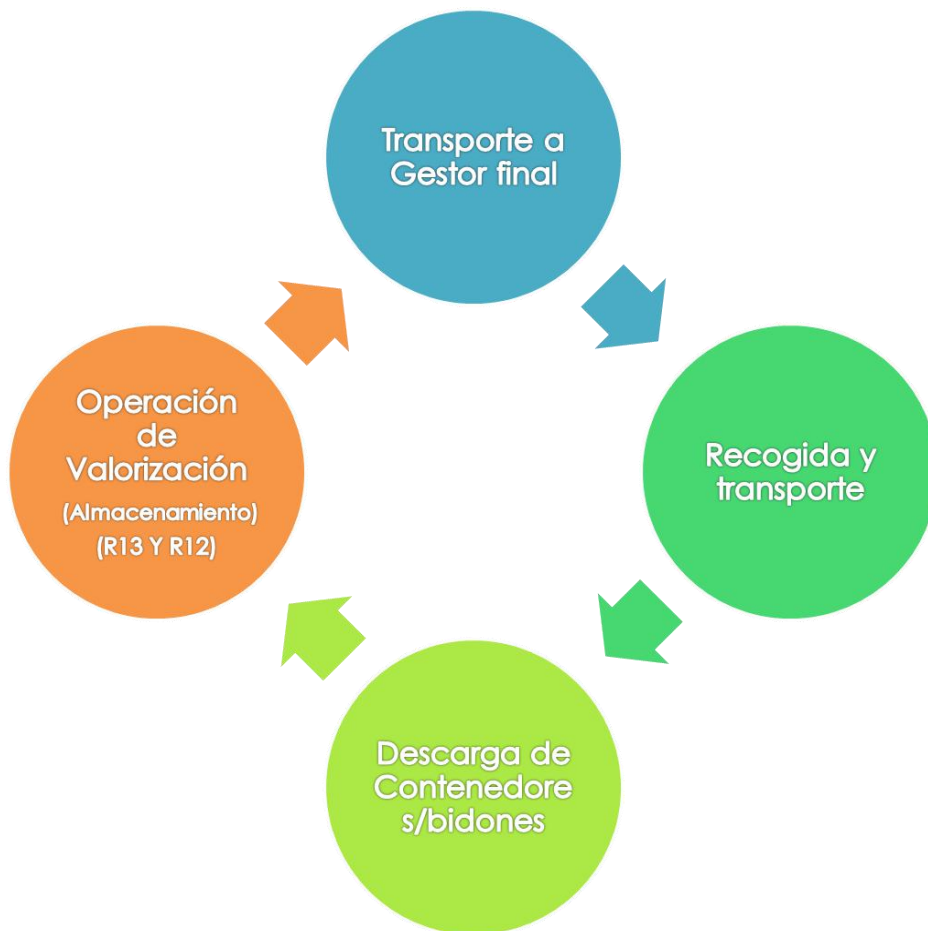 Transporte a
Gestor final
Recogida y
transporte
Descarga de
Contenedore
s/bidones
Operación
de
Valorización
(Almacenamiento)
(R13 Y R12)